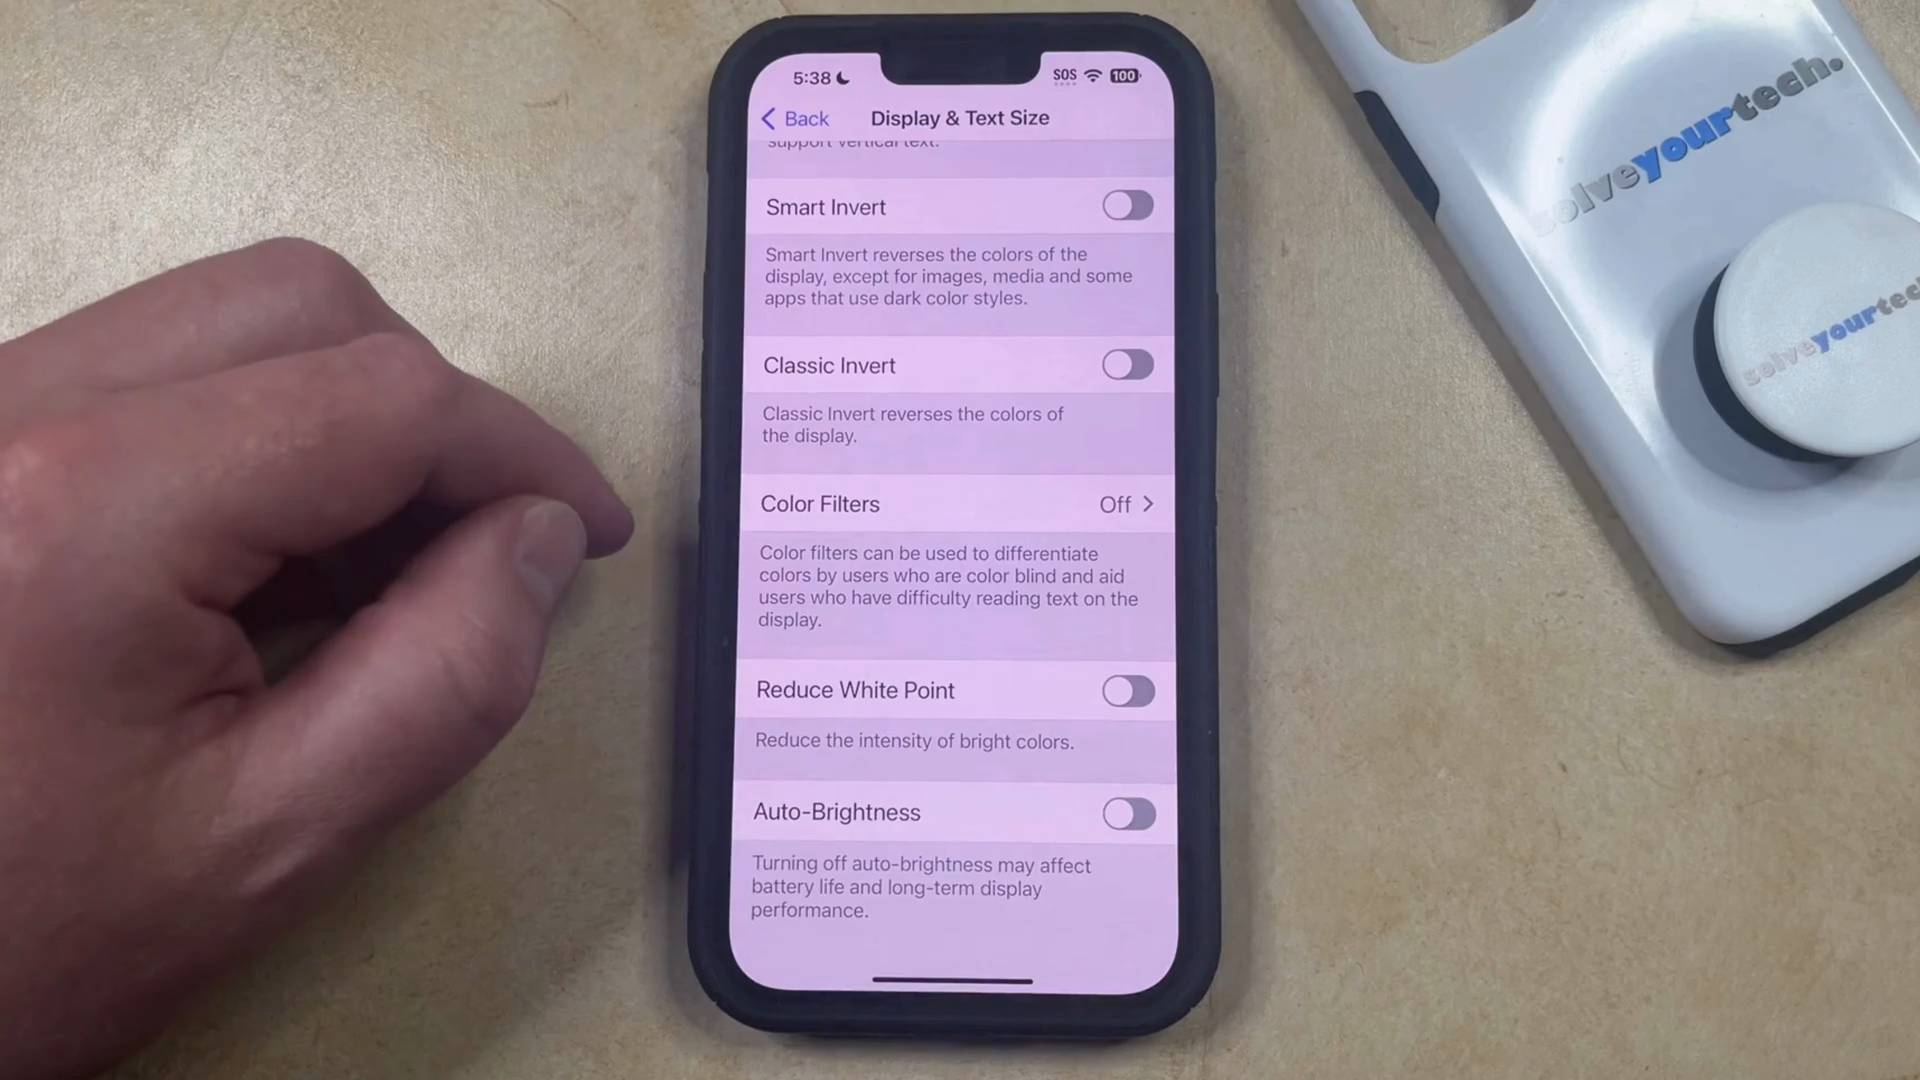 5:38
SOS
100
Back
Display & Text Size
support vertical text.
Smart Invert
Smart Invert reverses the colors of the
display, except for images, media and some
apps that use dark color styles.
Classic Invert
Classic Invert reverses the colors of
the display.
Color Filters
Off
Color filters can be used to differentiate
colors by users who are color blind and aid
users who have difficulty reading text on the
display.
Reduce White Point
Reduce the intensity of bright colors.
Auto-Brightness
Turning off auto-brightness may affect
battery life and long-term display
performance.
solveyourtech.
solveyourtech